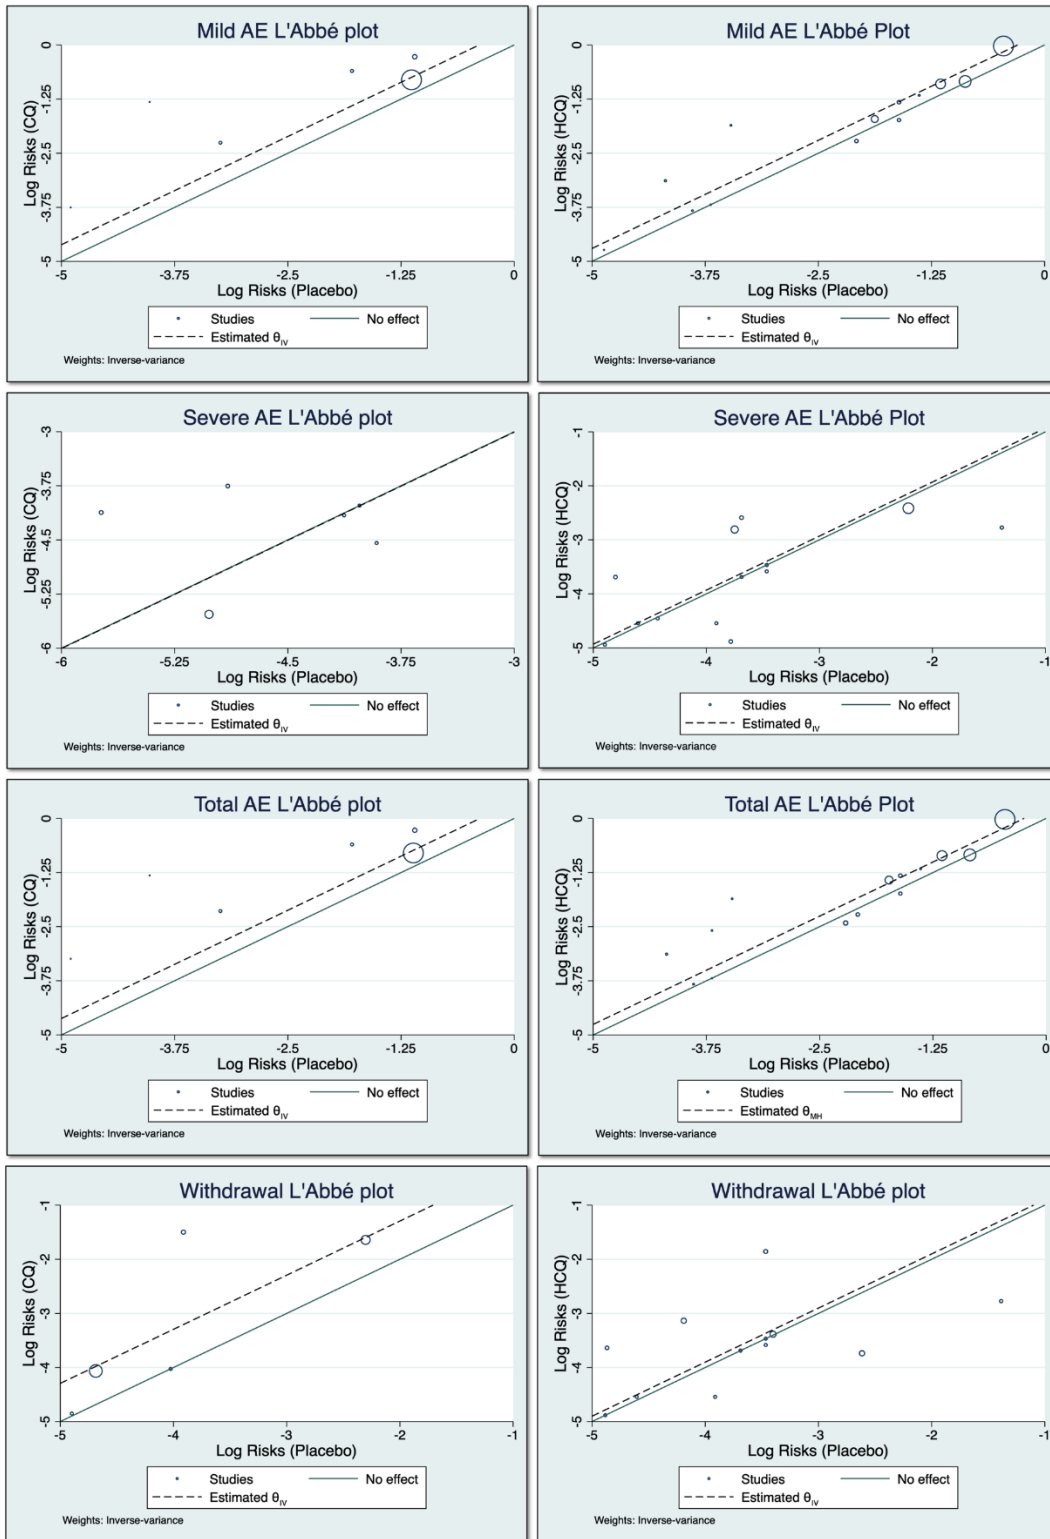 Mild AE L'Abbé plot
0
-1.25
-2.5
-3.75
-5
Log Risks (CQ)
-5 -3.75 -2.5 -1.25 0
Log Risks (Placebo)
Studies No effect
Estimated θIV
Weights: Inverse-variance
Mild AE L'Abbé Plot
0
-1.25
-2.5
-3.75
-5
Log Risks (HCQ)
-5 -3.75 -2.5 -1.25 0
Log Risks (Placebo)
Studies No effect
Estimated θIV
Weights: Inverse-variance
Severe AE L'Abbé plot
-3
-3.75
-4.5
-5.25
-6
Log Risks (CQ)
-6 -5.25 -4.5 -3.75 -3
Log Risks (Placebo)
Studies No effect
Estimated θIV
Weights: Inverse-variance
Severe AE L'Abbé Plot
-1
-2
-3
-4
-5
Log Risks (HCQ)
-5 -4 -3 -2 -1
Log Risks (Placebo)
Studies No effect
Estimated θIV
Weights: Inverse-variance
Total AE L'Abbé plot
0
-1.25
-2.5
-3.75
-5
Log Risks (CQ)
-5 -3.75 -2.5 -1.25 0
Log Risks (Placebo)
Studies No effect
Estimated θIV
Weights: Inverse-variance
Total AE L'Abbé Plot
0
-1.25
-2.5
-3.75
-5
Log Risks (HCQ)
-5 -3.75 -2.5 -1.25 0
Log Risks (Placebo)
Studies No effect
Estimated θMH
Weights: Inverse-variance
Withdrawal L'Abbé plot
-1
-2
-3
-4
-5
Log Risks (CQ)
-5 -4 -3 -2 -1
Log Risks (Placebo)
Studies No effect
Estimated θIV
Weights: Inverse-variance
Withdrawal L'Abbé plot
-1
-2
-3
-4
-5
Log Risks (HCQ)
-5 -4 -3 -2 -1
Log Risks (Placebo)
Studies No effect
Estimated θIV
Weights: Inverse-variance